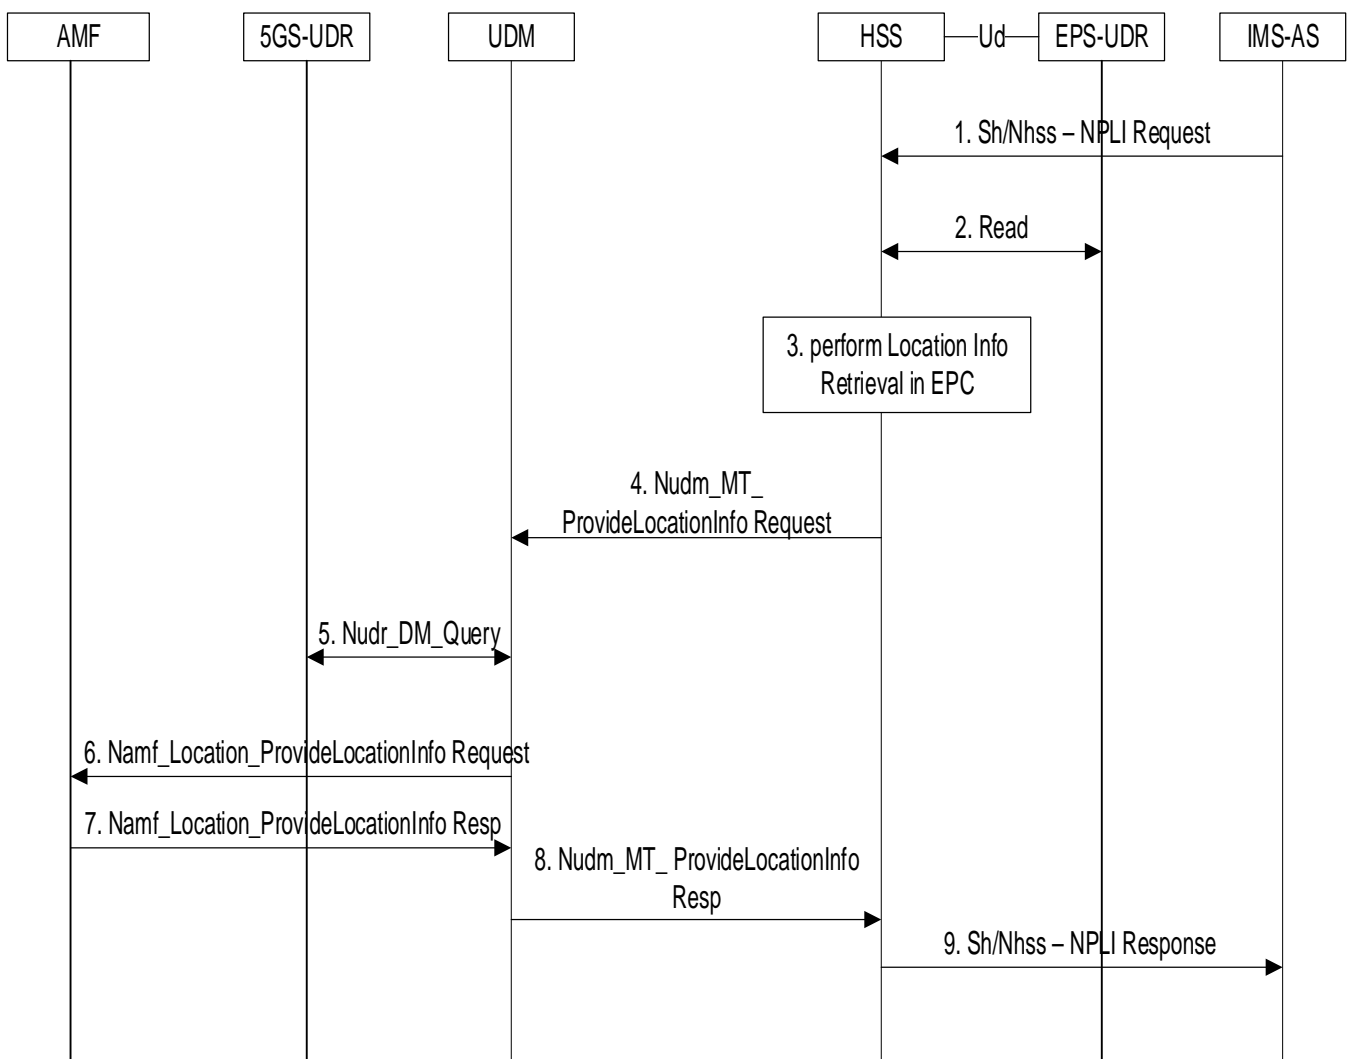 AMF
5GS-UDR
UDM
HSS
Ud
EPS-UDR
IMS-AS
1. Sh/Nhss – NPLI Request
2. Read
3. perform Location Info
Retrieval in EPC
4. Nudm_MT_
ProvideLocationInfo Request
5. Nudr_DM_Query
6. Namf_Location_ProvideLocationInfo Request
7. Namf_Location_ProvideLocationInfo Resp
8. Nudm_MT_ ProvideLocationInfo
Resp
9. Sh/Nhss – NPLI Response